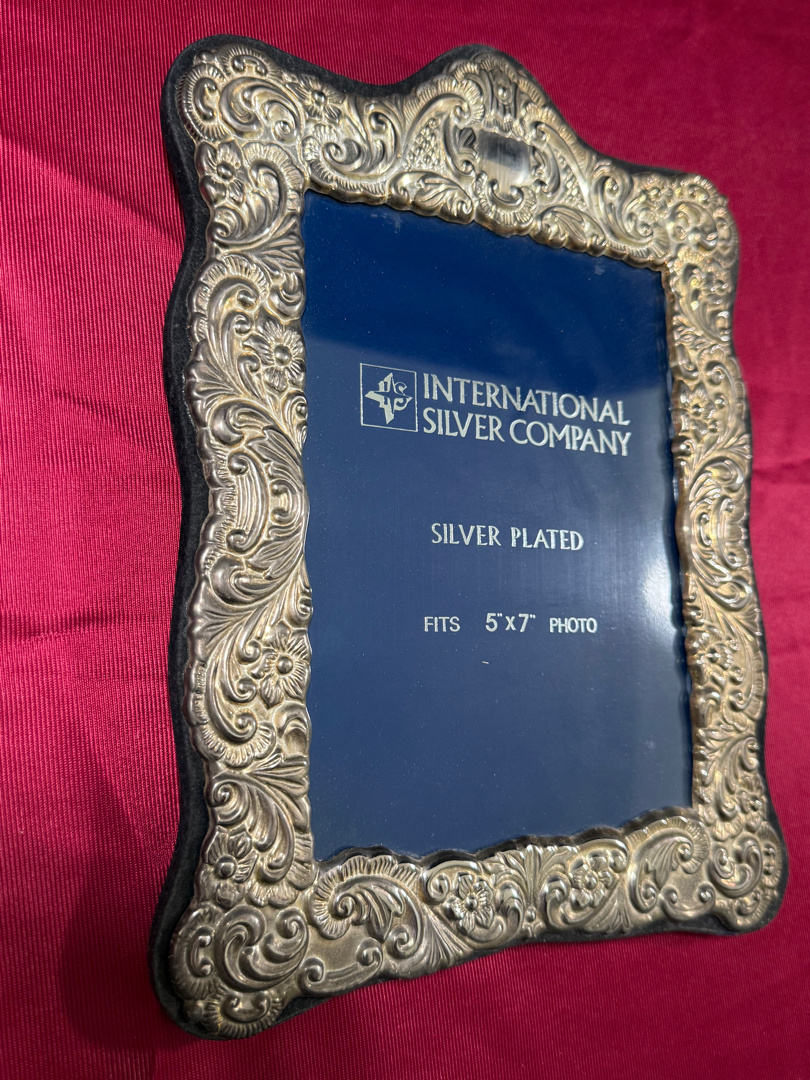 INTERNATIONAL
SILVER COMPANY
SILVER PLATED
FITS 5"X7" PHOTO